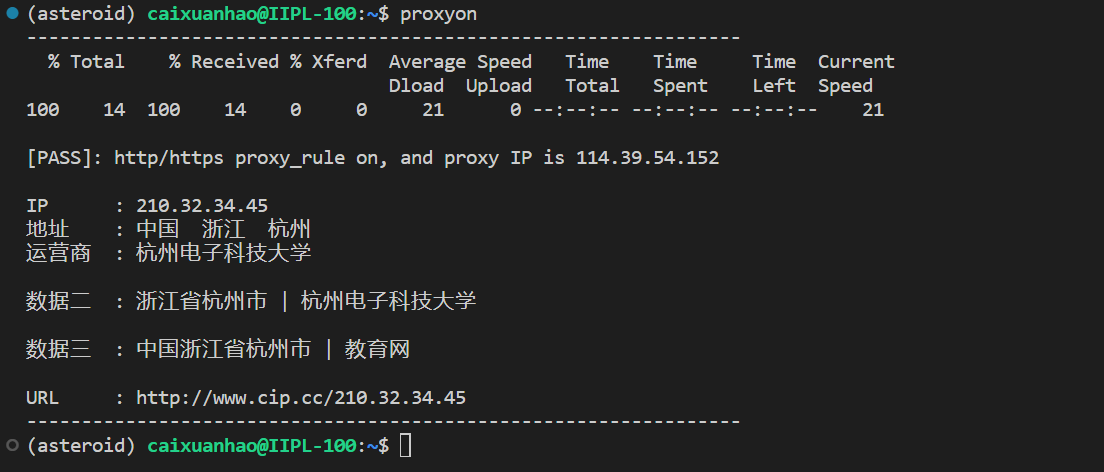 (asteroid) caixuanhao@IIPL-100:~$ proxyon
-----------------------------------------------------------------
  % Total    % Received % Xferd  Average Speed   Time    Time     Time  Current
                                 Dload  Upload   Total   Spent    Left  Speed
100    14  100    14    0     0     21      0 --:--:-- --:--:-- --:--:--    21
[PASS]: http/https proxy_rule on, and proxy IP is 114.39.54.152
IP      : 210.32.34.45
地址    : 中国  浙江  杭州
运营商  : 杭州电子科技大学
数据二  : 浙江省杭州市 | 杭州电子科技大学
数据三  : 中国浙江省杭州市 | 教育网
URL     : http://www.cip.cc/210.32.34.45
-----------------------------------------------------------------
(asteroid) caixuanhao@IIPL-100:~$